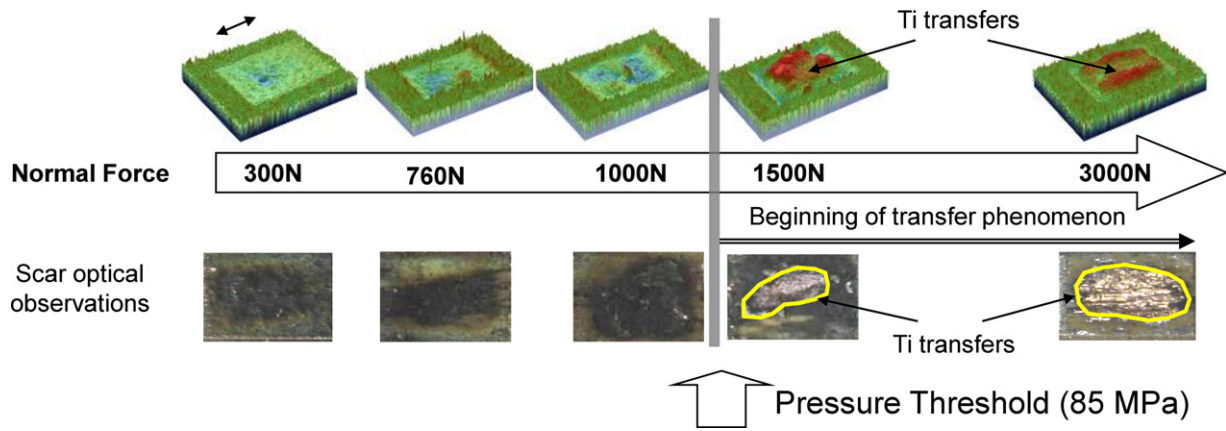 Ti transfers
Normal Force
300N
760N
1000N
1500N
3000N
Beginning of transfer phenomenon
Scar optical
observations
Ti transfers
Pressure Threshold (85 MPa)